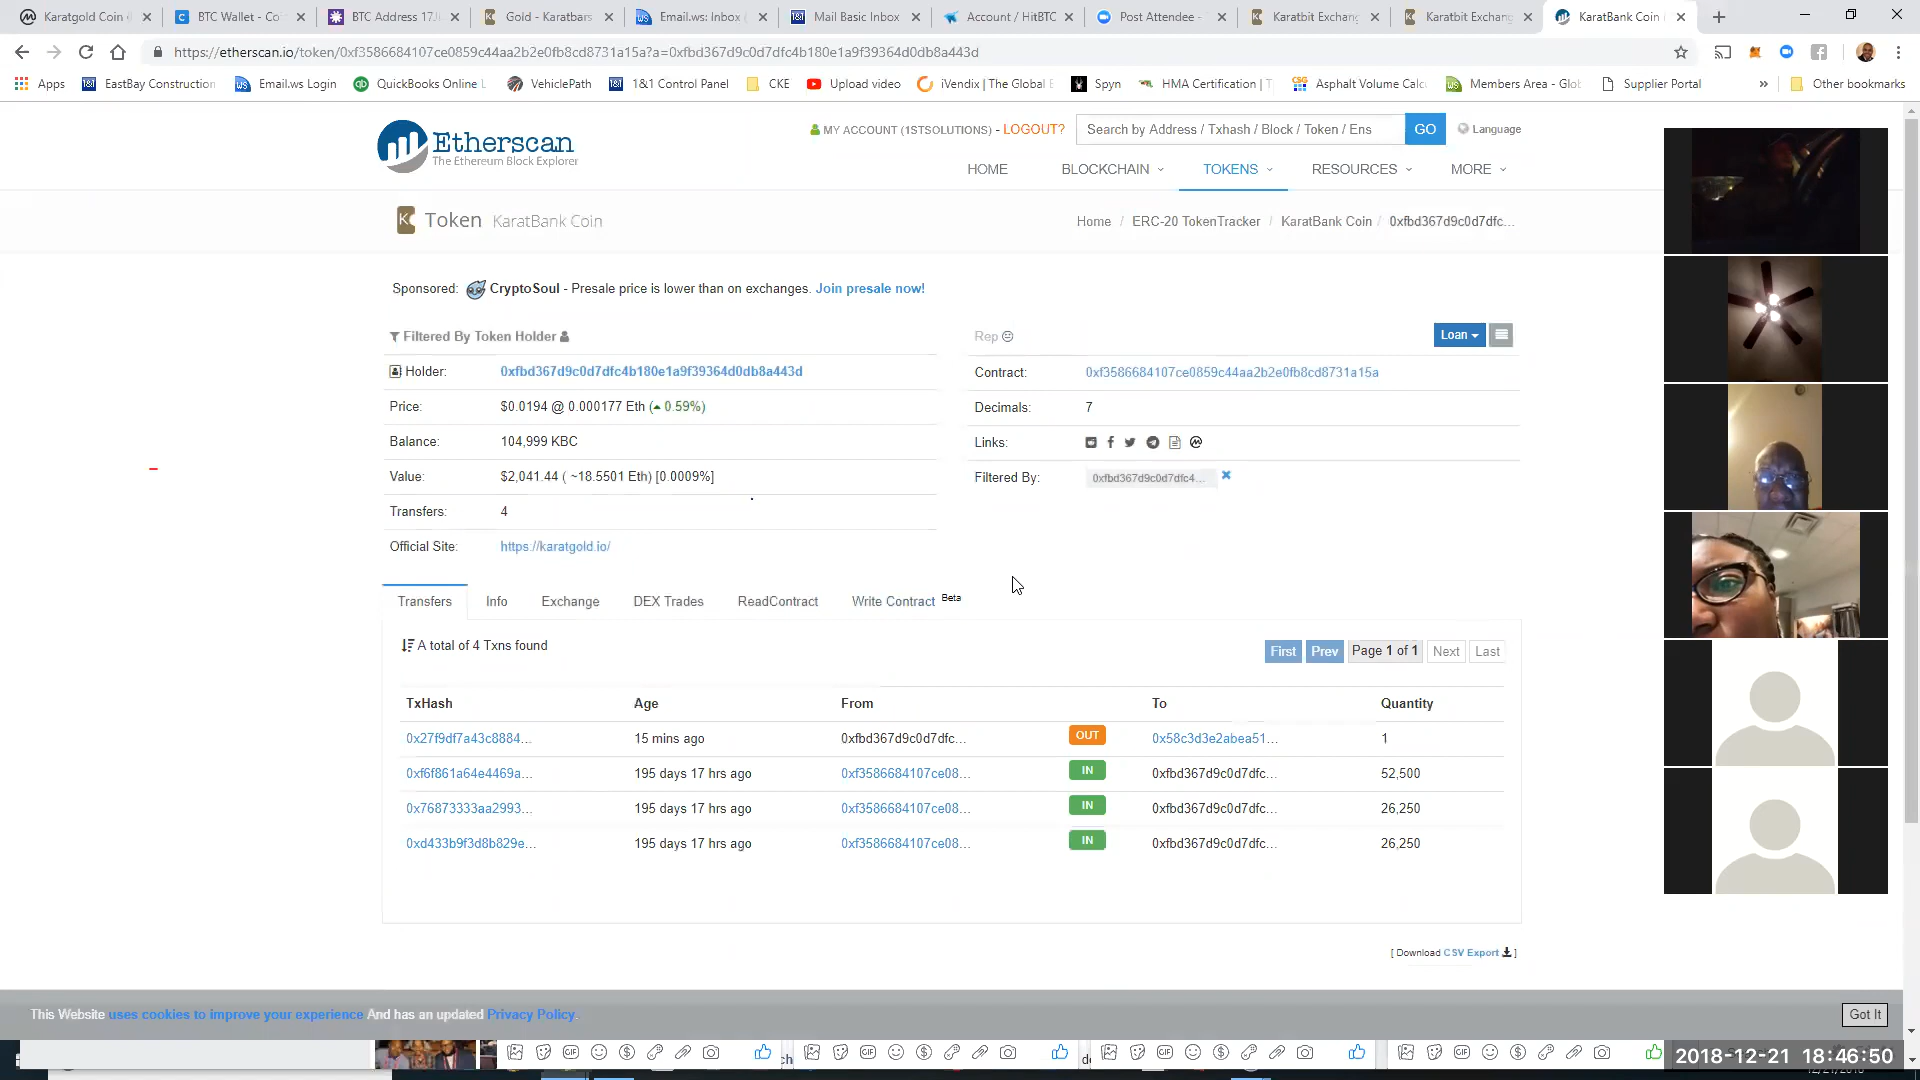 Karatgold Coin (
BTC Wallet - Co
BTC Address 17.
Gold - Karatbars
Email.ws: Inbox (
Mail Basic Inbox
Account / HitBTC
Post Attendee -
Karatbit Exchang
Karatbit Exchang
KaratBank Coin
https://etherscan.io/token/0xf3586684107ce0859c44aa2b2e0fb8cd8731a15a?a=0xfbd367d9c0d7dfc4b180e1a9f39364d0db8a443d
Apps
EastBay Construction
Email.ws Login
QuickBooks Online L
VehiclePath
1&1 Control Panel
CKE
Upload video
iVendix | The Global E
Spyn
HMA Certification | T
Asphalt Volume Calc
Members Area - Glo
Supplier Portal
»
Other bookmarks
Etherscan
The Ethereum Block Explorer
MY ACCOUNT (1STSOLUTIONS) - LOGOUT?
Search by Address / Txhash / Block / Token / Ens
GO
Language
HOME
BLOCKCHAIN
TOKENS
RESOURCES
MORE
Token KaratBank Coin
Home / ERC-20 TokenTracker / KaratBank Coin / 0xfbd367d9c0d7dfc...
Sponsored: CryptoSoul - Presale price is lower than on exchanges. Join presale now!
Filtered By Token Holder
Holder: 0xfbd367d9c0d7dfc4b180e1a9f39364d0db8a443d
Price: $0.0194 @ 0.000177 Eth (0.59%)
Balance: 104,999 KBC
Value: $2,041.44 ( ~18.5501 Eth) [0.0009%]
Transfers: 4
Official Site: https://karatgold.io/
Rep
Loan
Contract: 0xf3586684107ce0859c44aa2b2e0fb8cd8731a15a
Decimals: 7
Links:
Filtered By: 0xfbd367d9c0d7dfc4...
Transfers
Info
Exchange
DEX Trades
ReadContract
Write Contract Beta
A total of 4 Txns found
First Prev Page 1 of 1 Next Last
TxHash Age From To Quantity
0x27f9df7a43c8884... 15 mins ago 0xfbd367d9c0d7dfc... OUT 0x58c3d3e2abea51... 1
0xf6f861a64e4469a... 195 days 17 hrs ago 0xf3586684107ce08... IN 0xfbd367d9c0d7dfc... 52,500
0x76873333aa2993... 195 days 17 hrs ago 0xf3586684107ce08... IN 0xfbd367d9c0d7dfc... 26,250
0xd433b9f3d8b829e... 195 days 17 hrs ago 0xf3586684107ce08... IN 0xfbd367d9c0d7dfc... 26,250
[ Download CSV Export ]
This Website uses cookies to improve your experience And has an updated Privacy Policy.
Got It
2018-12-21 18:46:50